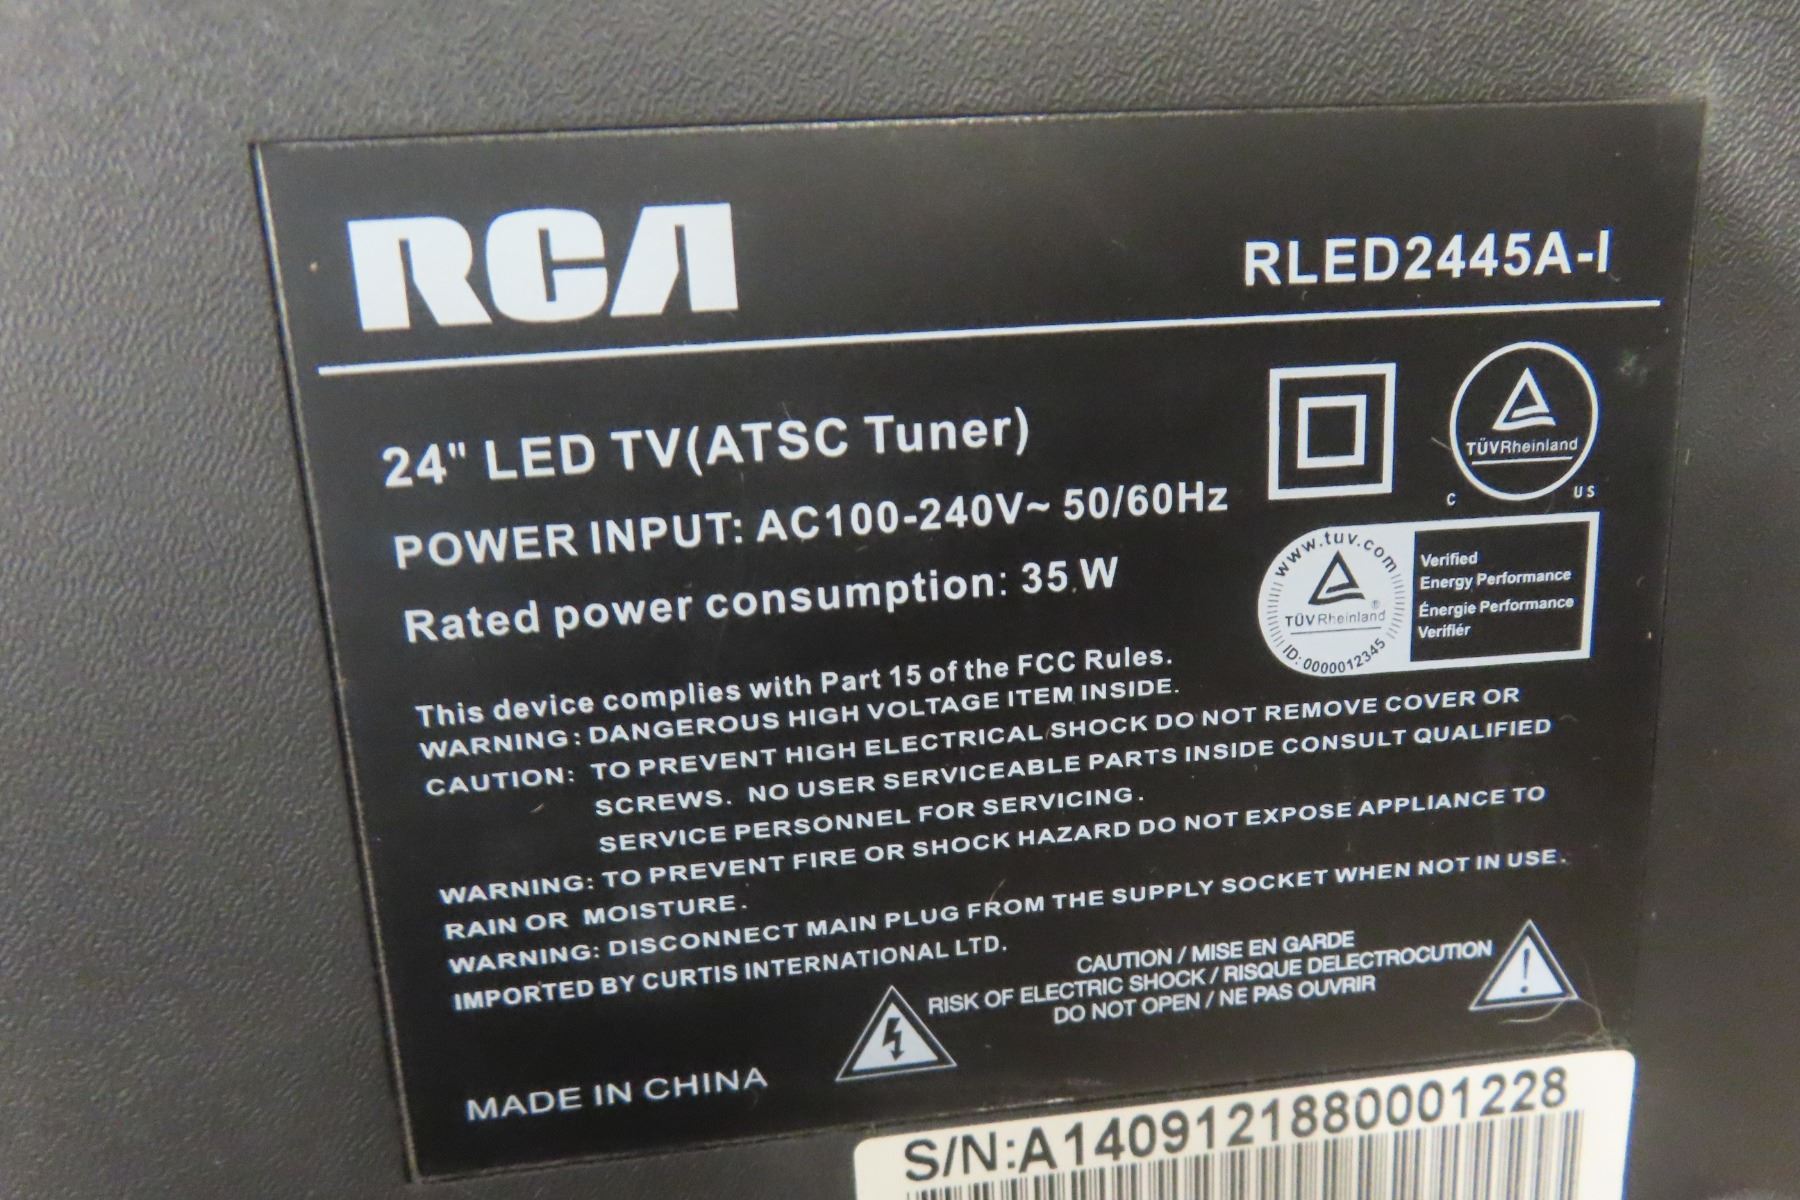 RCA
RLED2445A-I
24" LED TV(ATSC Tuner)
POWER INPUT: AC100-240V~ 50/60Hz
Rated power consumption: 35 W
TÜVRheinland
C US
www.tuv.com
TÜVRheinland®
ID: 0000012345
Verified
Energy Performance
Énergie Performance
Verifiér
This device complies with Part 15 of the FCC Rules.
WARNING: DANGEROUS HIGH VOLTAGE ITEM INSIDE.
CAUTION: TO PREVENT HIGH ELECTRICAL SHOCK DO NOT REMOVE COVER OR
SCREWS. NO USER SERVICEABLE PARTS INSIDE CONSULT QUALIFIED
SERVICE PERSONNEL FOR SERVICING.
WARNING: TO PREVENT FIRE OR SHOCK HAZARD DO NOT EXPOSE APPLIANCE TO
RAIN OR MOISTURE.
WARNING: DISCONNECT MAIN PLUG FROM THE SUPPLY SOCKET WHEN NOT IN USE.
IMPORTED BY CURTIS INTERNATIONAL LTD.
CAUTION / MISE EN GARDE
RISK OF ELECTRIC SHOCK / RISQUE DELECTROCUTION
DO NOT OPEN / NE PAS OUVRIR
MADE IN CHINA
S/N:A1409121880001228